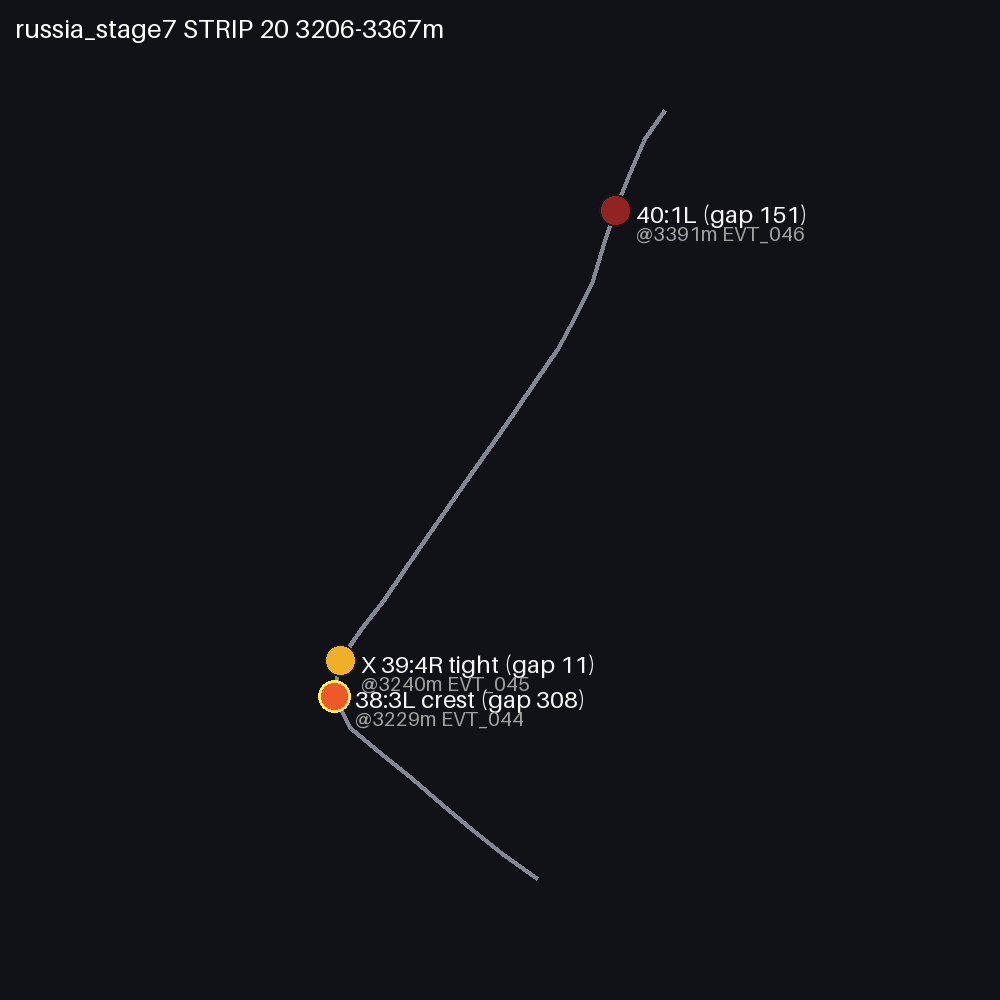 russia_stage7 STRIP 20 3206-3367m
40:1L (gap 151)
@3391m EVT_046
X 39:4R tight (gap 11)
@3240m EVT_045
38:3L crest (gap 308)
@3229m EVT_044